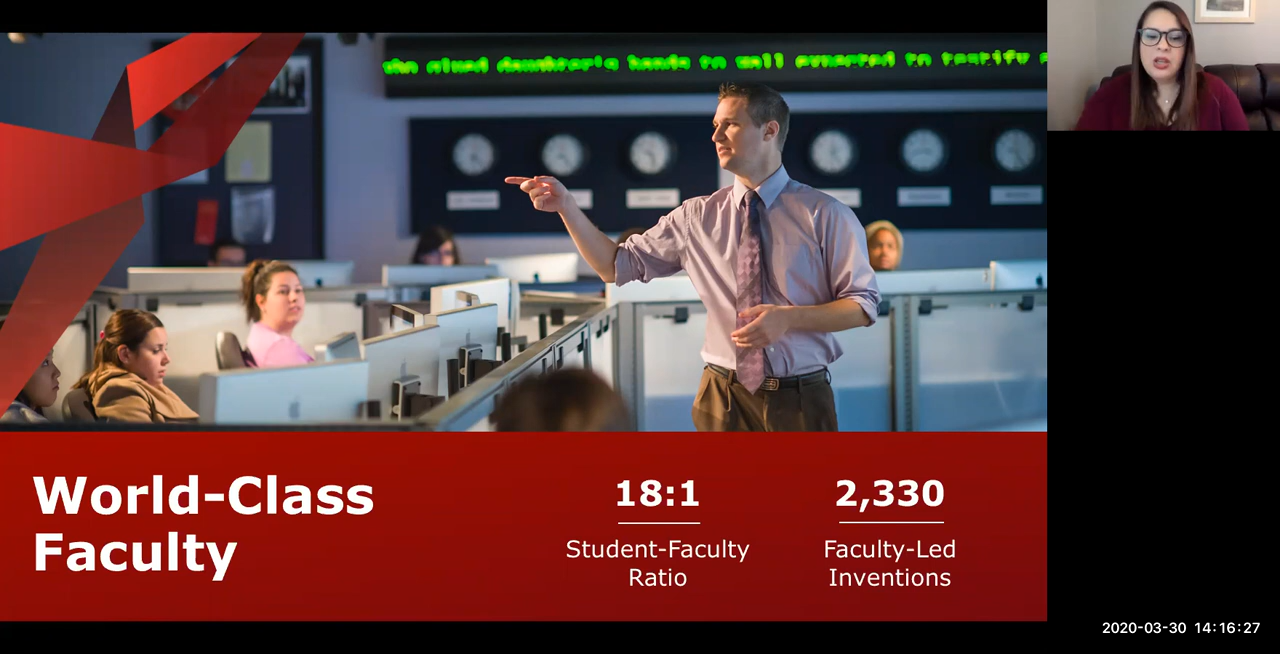 World-Class
Faculty
18:1
Student-Faculty
Ratio
2,330
Faculty-Led
Inventions
2020-03-30 14:16:27